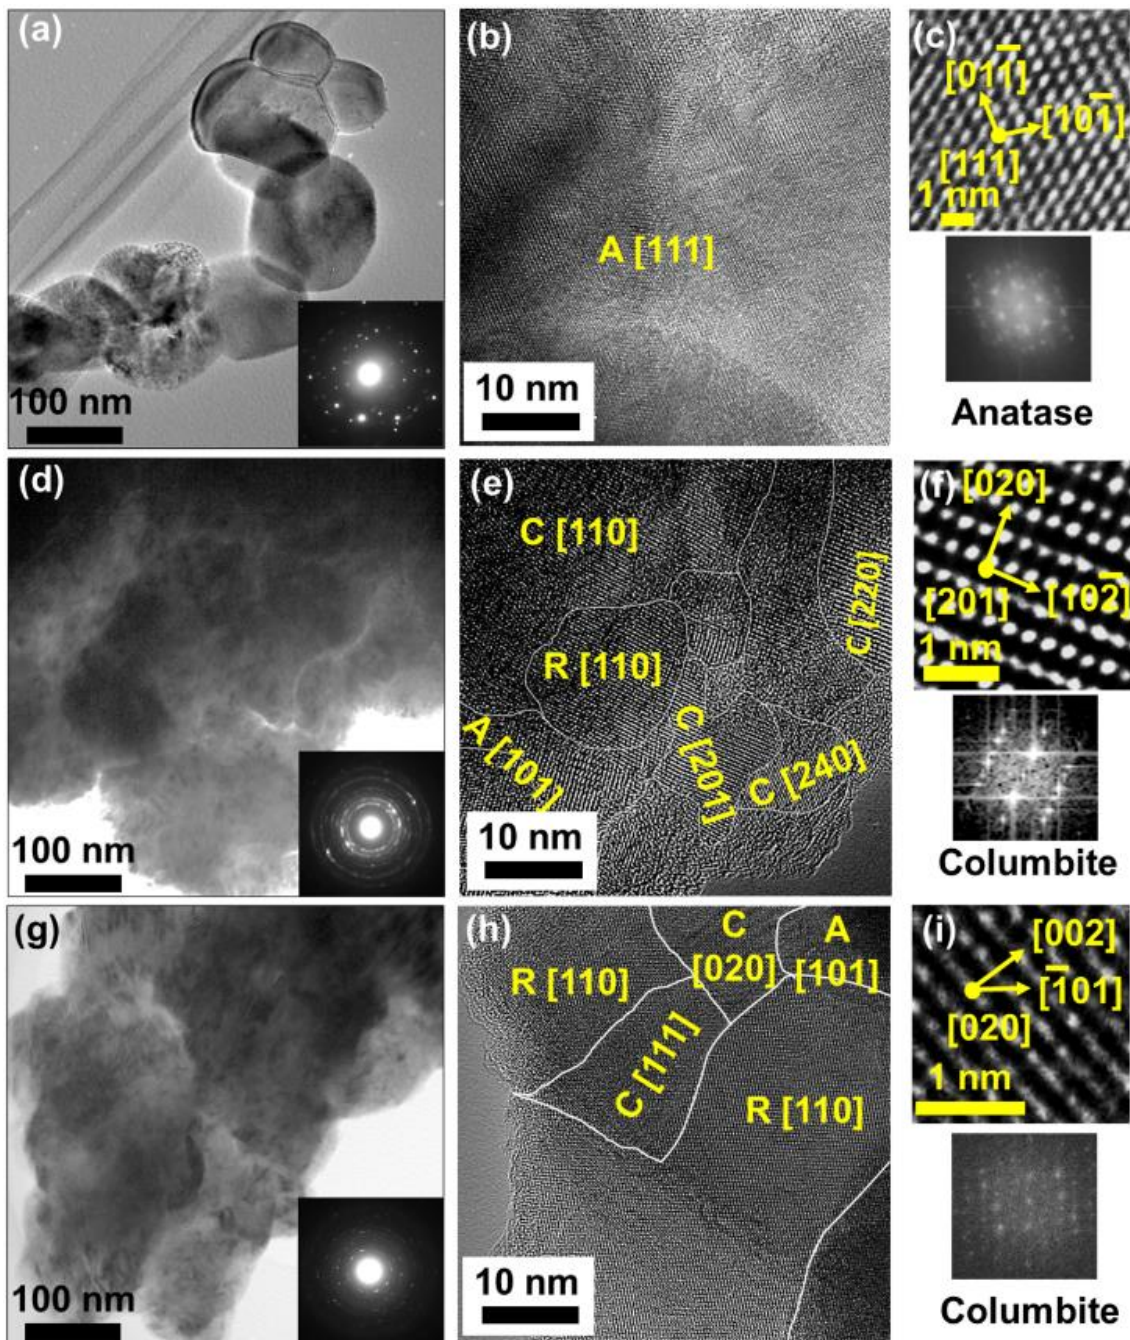 (a)
100 nm
(b)
A [111]
10 nm
(c)
[011̅]
[101̅]
[111]
1 nm
Anatase
(d)
100 nm
(e)
C [110]
R [110]
C [220]
A [101]
C [201]
C [240]
10 nm
(f)
[020]
[201]
[102̅]
1 nm
Columbite
(g)
100 nm
(h)
C
[020]
A
[101]
R [110]
C [111]
R [110]
10 nm
(i)
[002]
[1̅01]
[020]
1 nm
Columbite